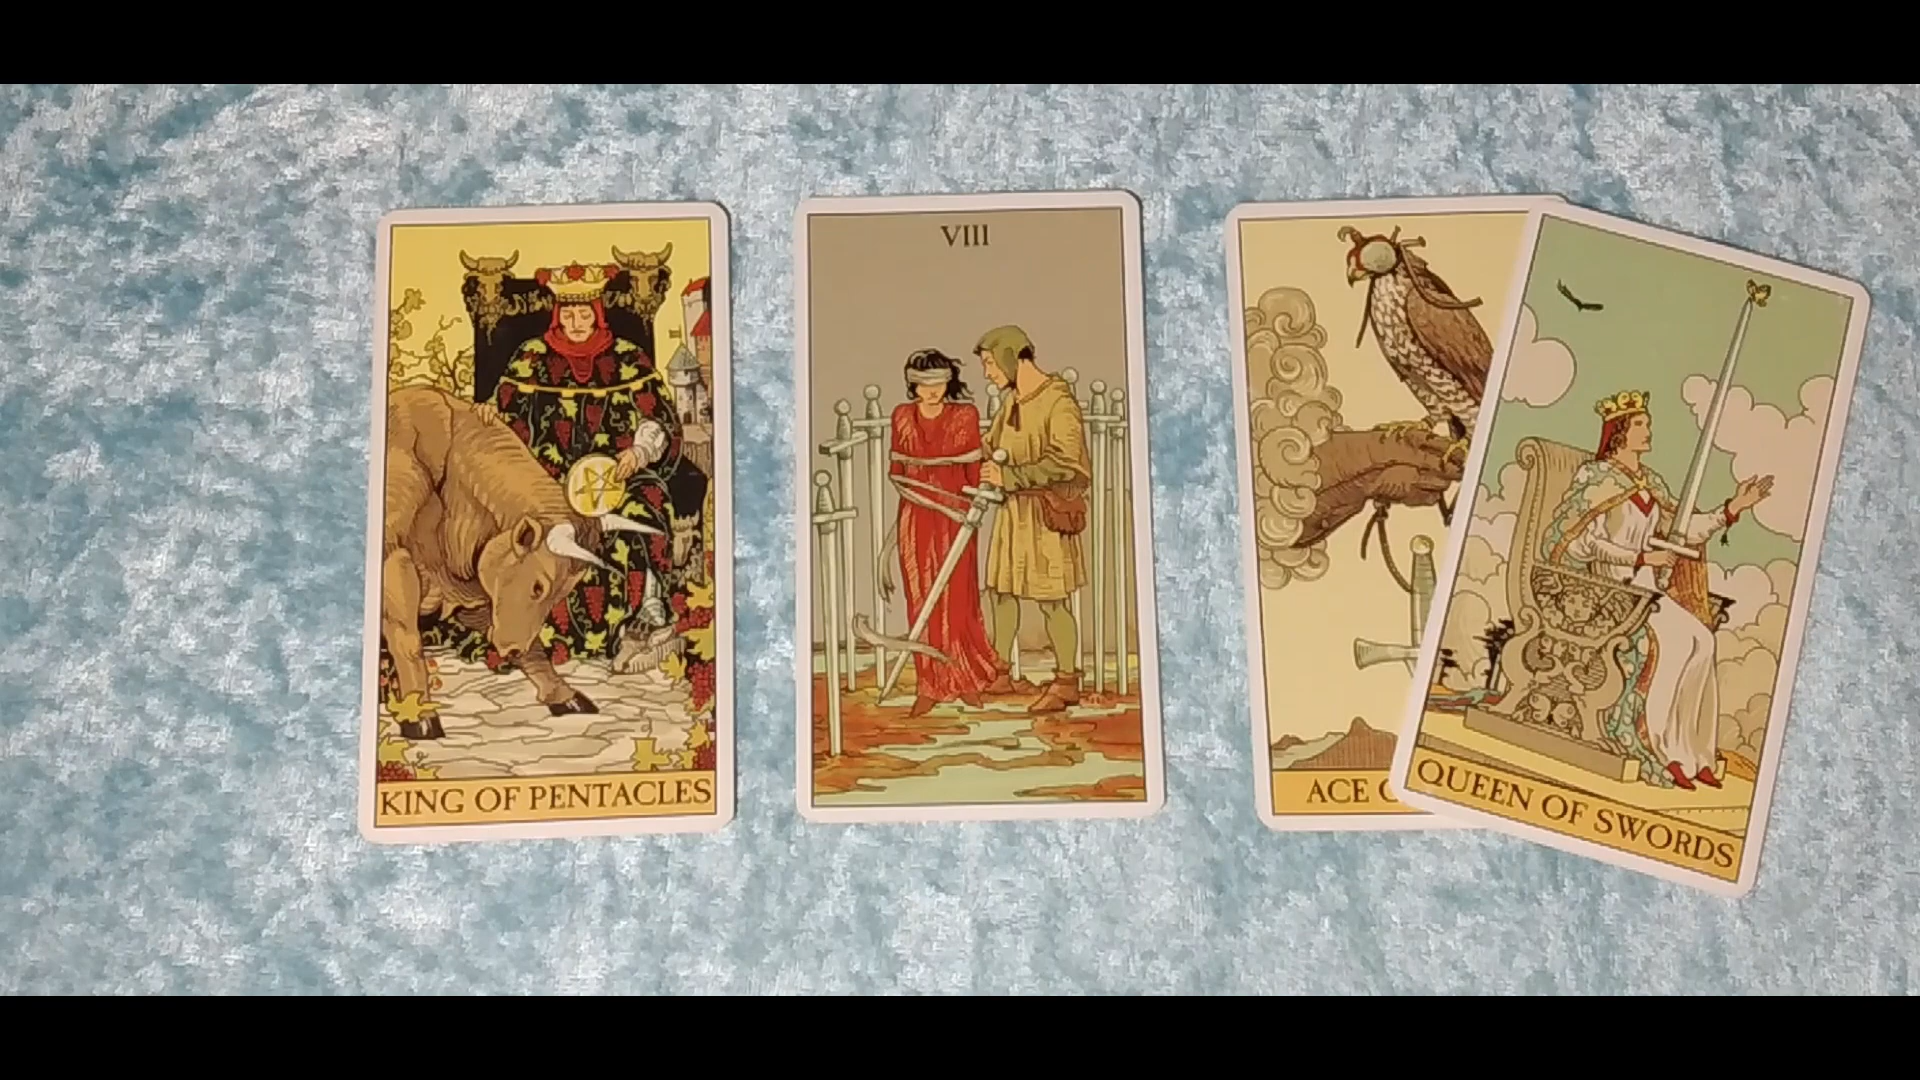 KING OF PENTACLES
VIII
ACE
QUEEN OF SWORDS